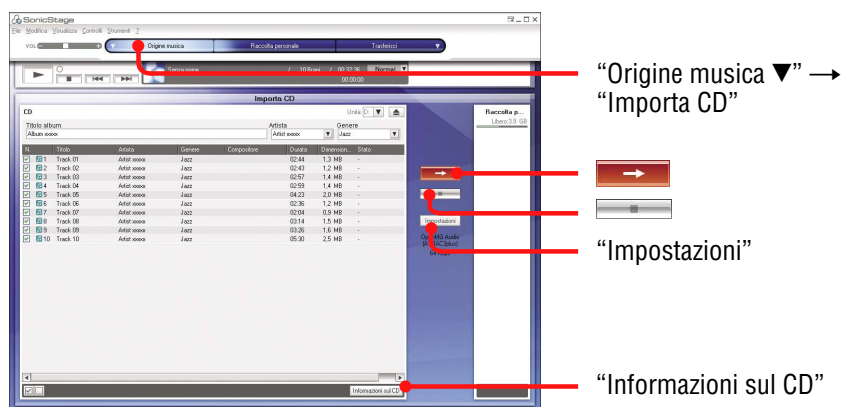 SonicStage
File Modifica Visualizza Controlli Strumenti ?
VOL
Origine musica Raccolta personale Trasferisci
Senza nome / 10 Brani / 00:32:36 Normal
00:00:00
Importa CD
CD Unità: D:
Titolo album Artista Genere
Album xxxxx Artist xxxxx Jazz
N. Titolo Artista Genere Compositore Durata Dimension... Stato
1 Track 01 Artist xxxxx Jazz 02:44 1,3 MB -
2 Track 02 Artist xxxxx Jazz 02:43 1,2 MB -
3 Track 03 Artist xxxxx Jazz 02:57 1,4 MB -
4 Track 04 Artist xxxxx Jazz 02:59 1,4 MB -
5 Track 05 Artist xxxxx Jazz 04:23 2,0 MB -
6 Track 06 Artist xxxxx Jazz 02:36 1,2 MB -
7 Track 07 Artist xxxxx Jazz 02:04 0,9 MB -
8 Track 08 Artist xxxxx Jazz 03:14 1,5 MB -
9 Track 09 Artist xxxxx Jazz 03:26 1,6 MB -
10 Track 10 Artist xxxxx Jazz 05:30 2,5 MB -
Informazioni sul CD
Impostazioni
Raccolta p...
Libero:3.9 GB
“Origine musica ▼” →
“Importa CD”
“Impostazioni”
“Informazioni sul CD”